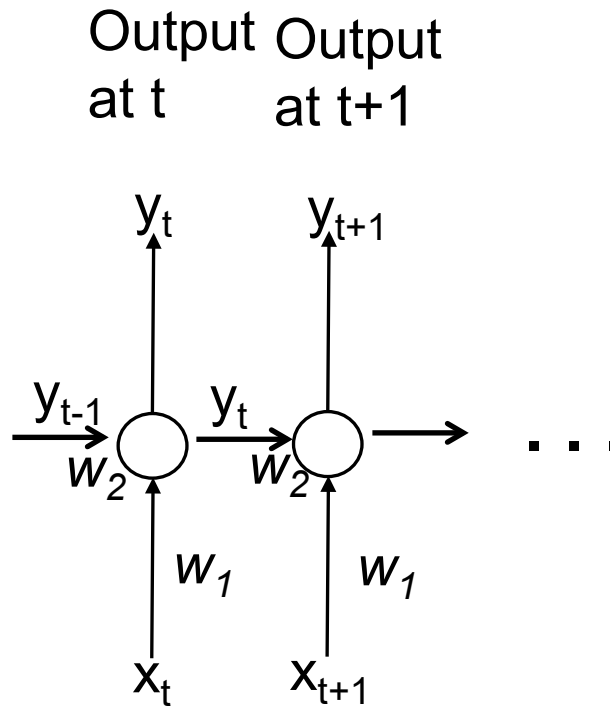 Output
at t
Output
at t+1
yₜ
yₜ₊₁
yₜ₋₁
yₜ
w₂
w₂
. . .
w₁
w₁
xₜ
xₜ₊₁